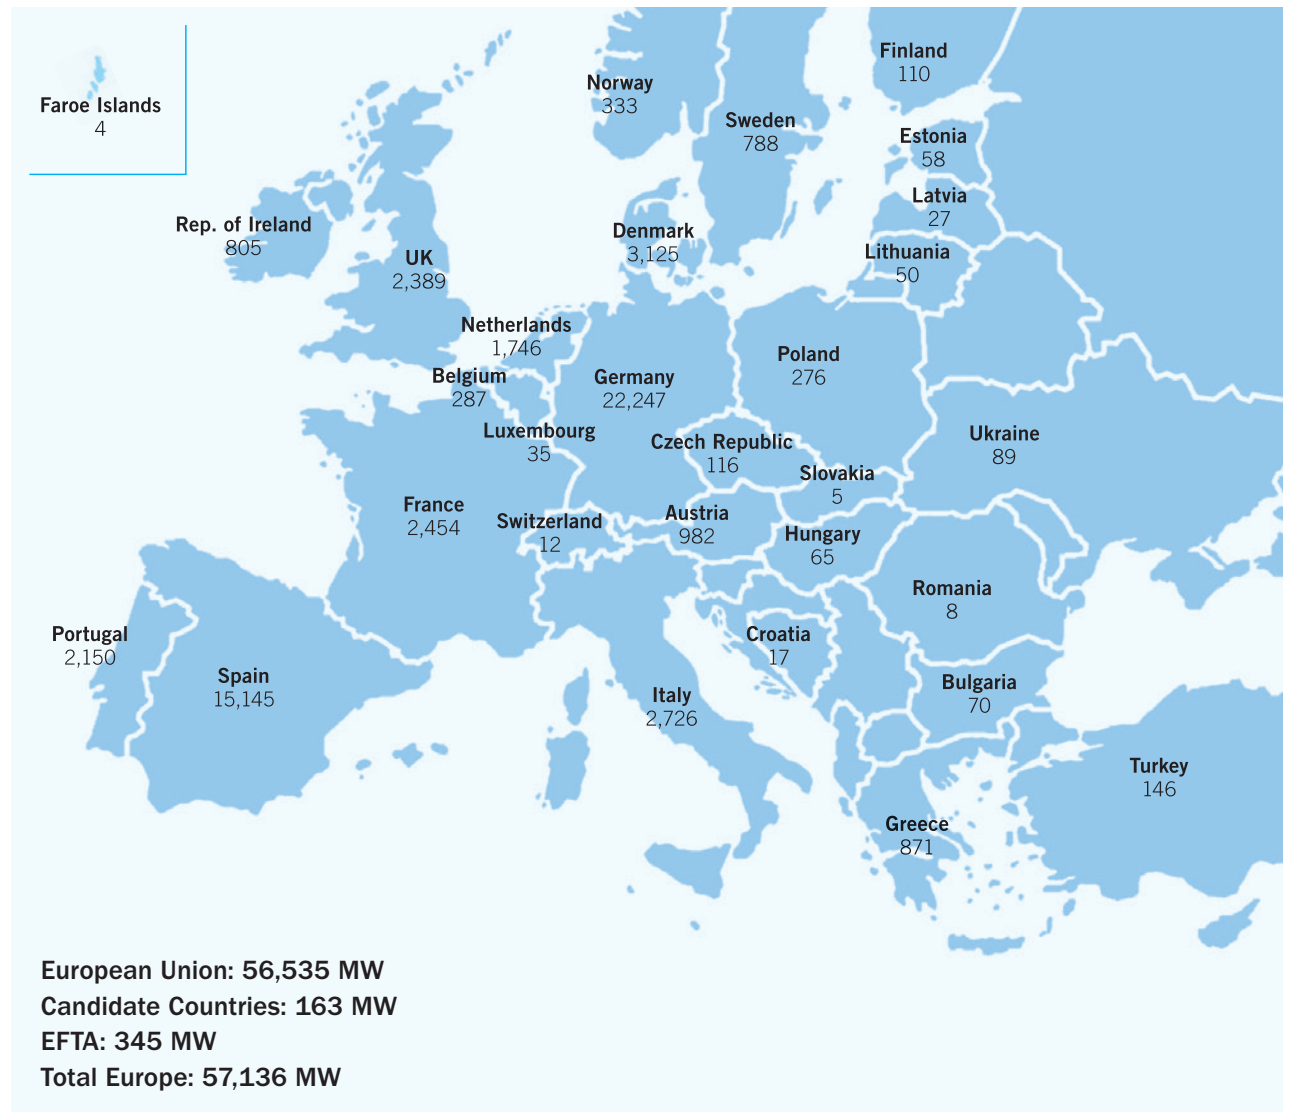 Finland
110
Norway
333
Faroe Islands
4
Sweden
788
Estonia
58
Latvia
27
Rep. of Ireland
805
Denmark
3,125
Lithuania
50
UK
2,389
Netherlands
1,746
Poland
276
Belgium
287
Germany
22,247
Luxembourg
35
Czech Republic
116
Ukraine
89
Slovakia
5
France
2,454
Switzerland
12
Austria
982
Hungary
65
Romania
8
Portugal
2,150
Croatia
17
Spain
15,145
Bulgaria
70
Italy
2,726
Turkey
146
Greece
871
European Union: 56,535 MW
Candidate Countries: 163 MW
EFTA: 345 MW
Total Europe: 57,136 MW